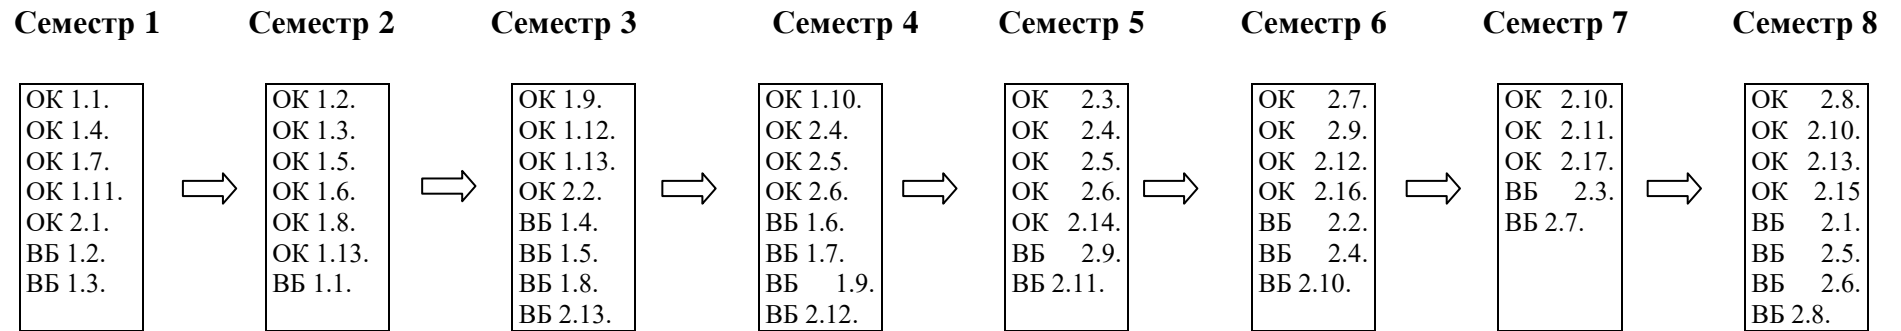 Семестр 1 Семестр 2 Семестр 3 Семестр 4 Семестр 5 Семестр 6 Семестр 7 Семестр 8
ОК 1.1.
ОК 1.4.
ОК 1.7.
ОК 1.11.
ОК 2.1.
ВБ 1.2.
ВБ 1.3.
ОК 1.2.
ОК 1.3.
ОК 1.5.
ОК 1.6.
ОК 1.8.
ОК 1.13.
ВБ 1.1.
ОК 1.9.
ОК 1.12.
ОК 1.13.
ОК 2.2.
ВБ 1.4.
ВБ 1.5.
ВБ 1.8.
ВБ 2.13.
ОК 1.10.
ОК 2.4.
ОК 2.5.
ОК 2.6.
ВБ 1.6.
ВБ 1.7.
ВБ 1.9.
ВБ 2.12.
ОК 2.3.
ОК 2.4.
ОК 2.5.
ОК 2.6.
ОК 2.14.
ВБ 2.9.
ВБ 2.11.
ОК 2.7.
ОК 2.9.
ОК 2.12.
ОК 2.16.
ВБ 2.2.
ВБ 2.4.
ВБ 2.10.
ОК 2.10.
ОК 2.11.
ОК 2.17.
ВБ 2.3.
ВБ 2.7.
ОК 2.8.
ОК 2.10.
ОК 2.13.
ОК 2.15
ВБ 2.1.
ВБ 2.5.
ВБ 2.6.
ВБ 2.8.